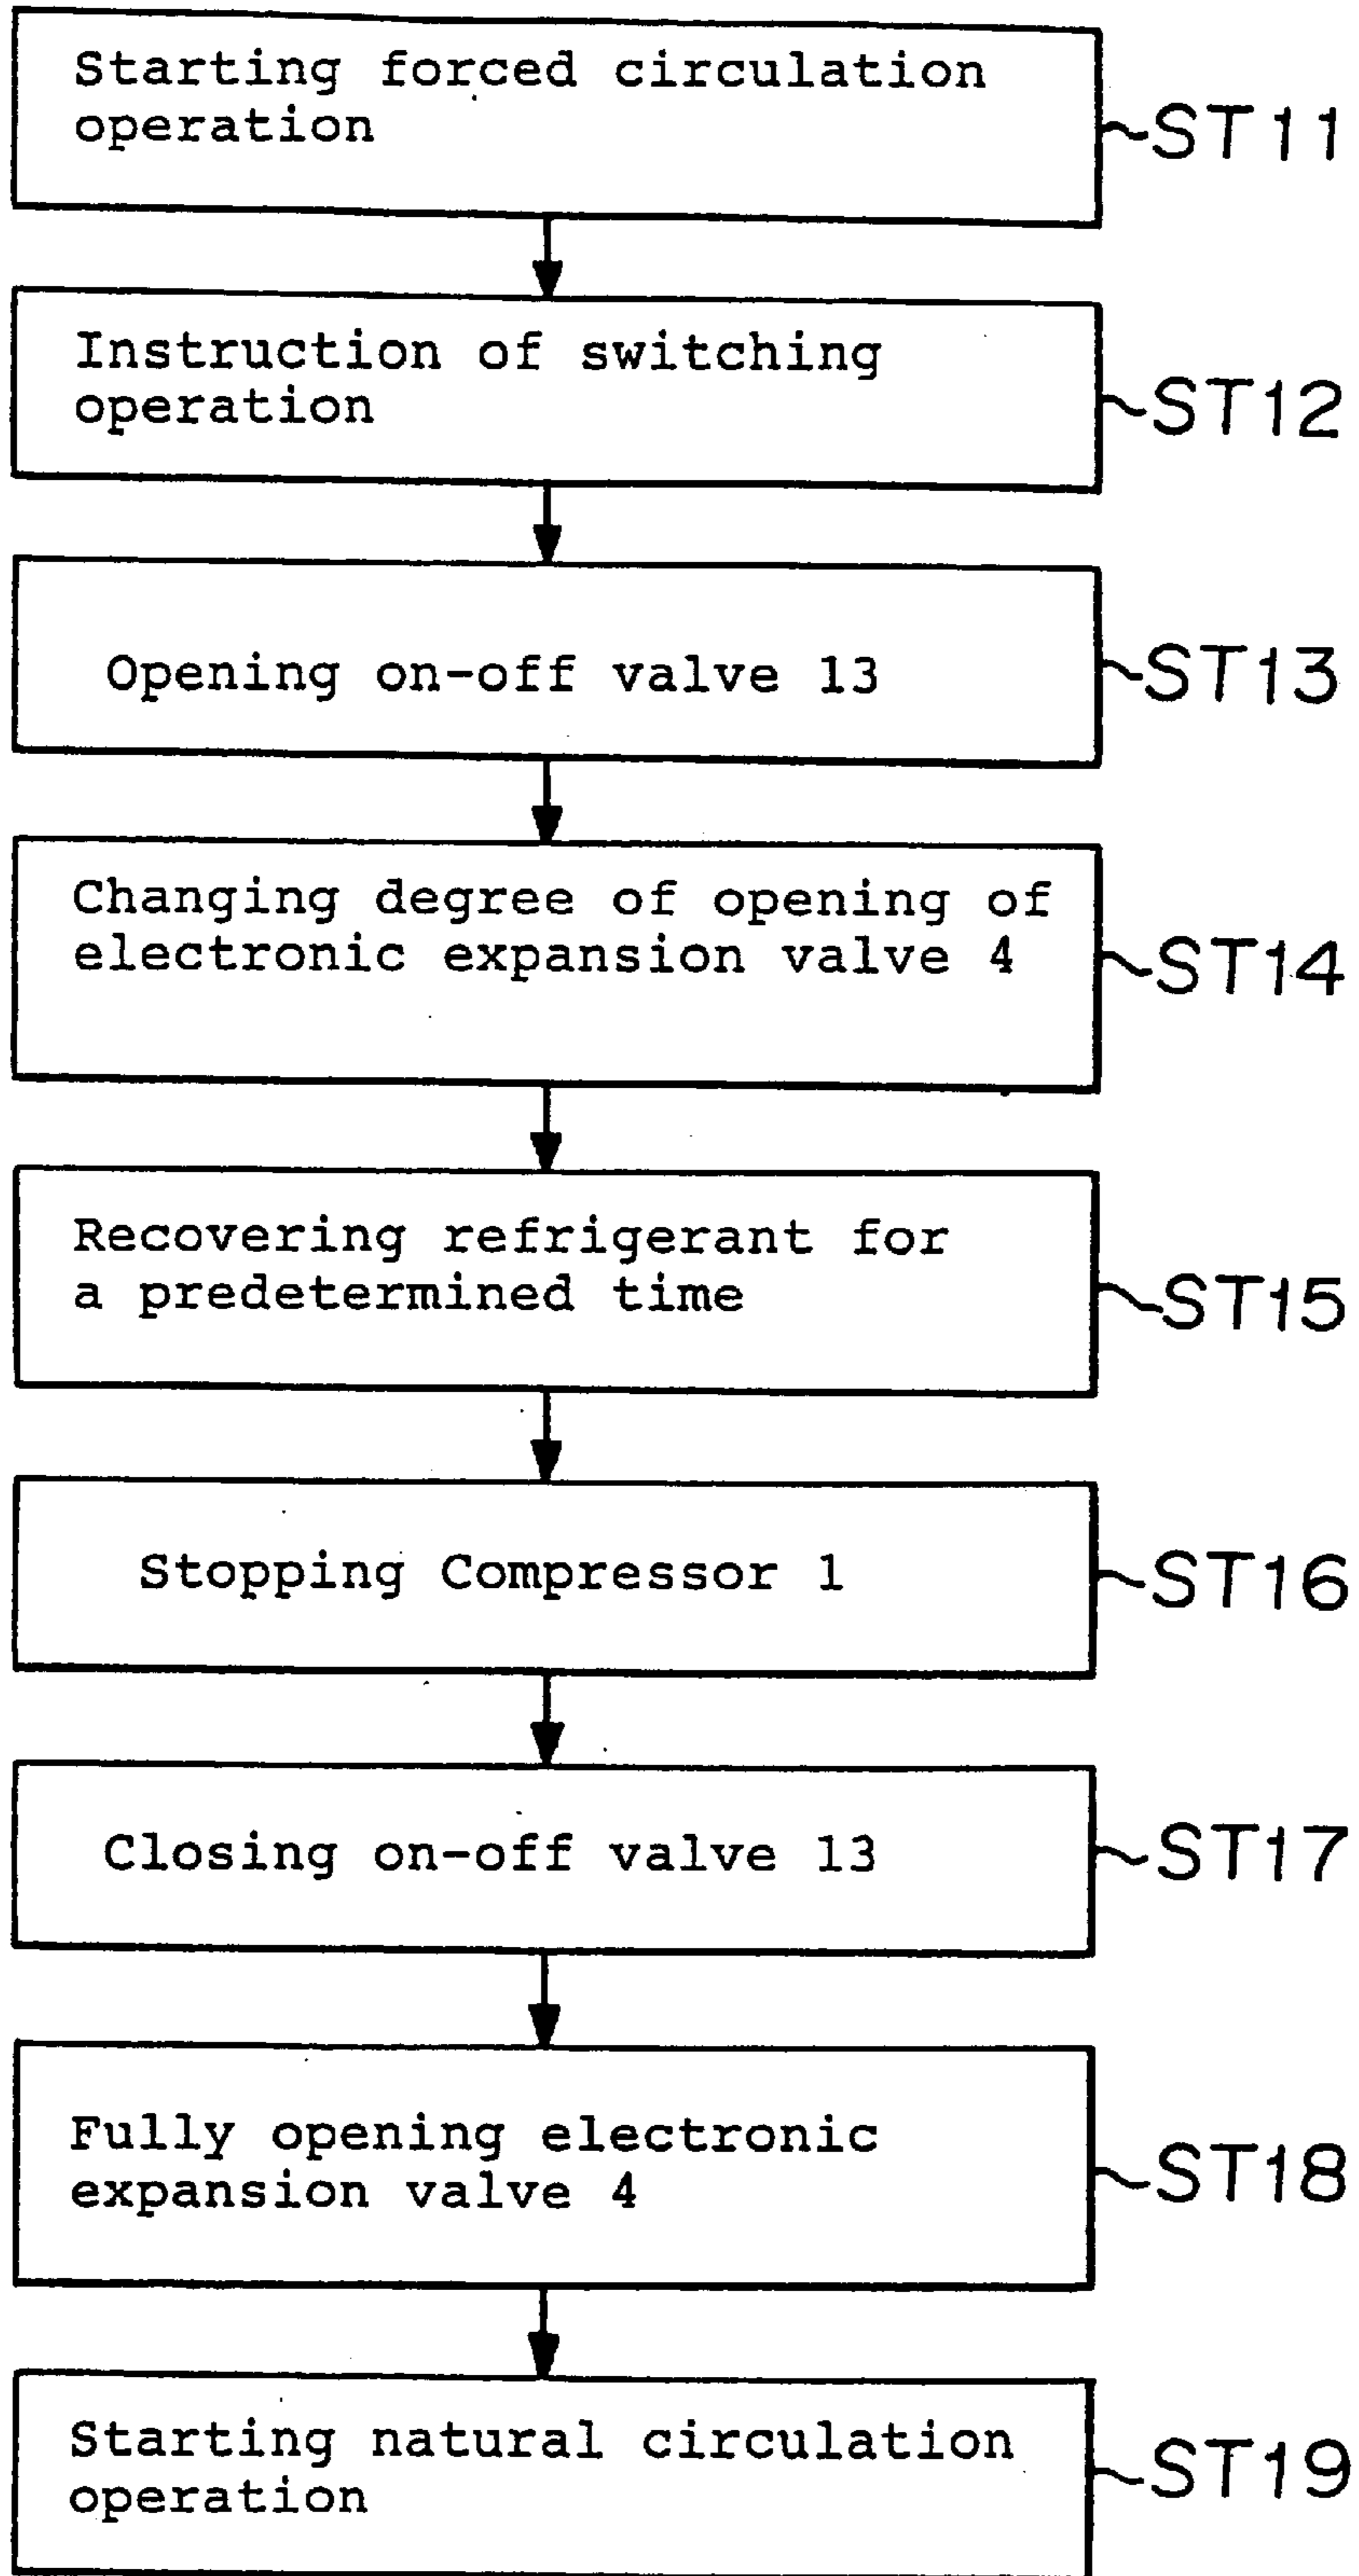 Starting forced circulation
operation
ST11
Instruction of switching
operation
ST12
Opening on-off valve 13
ST13
Changing degree of opening of
electronic expansion valve 4
ST14
Recovering refrigerant for
a predetermined time
ST15
Stopping Compressor 1
ST16
Closing on-off valve 13
ST17
Fully opening electronic
expansion valve 4
ST18
Starting natural circulation
operation
ST19